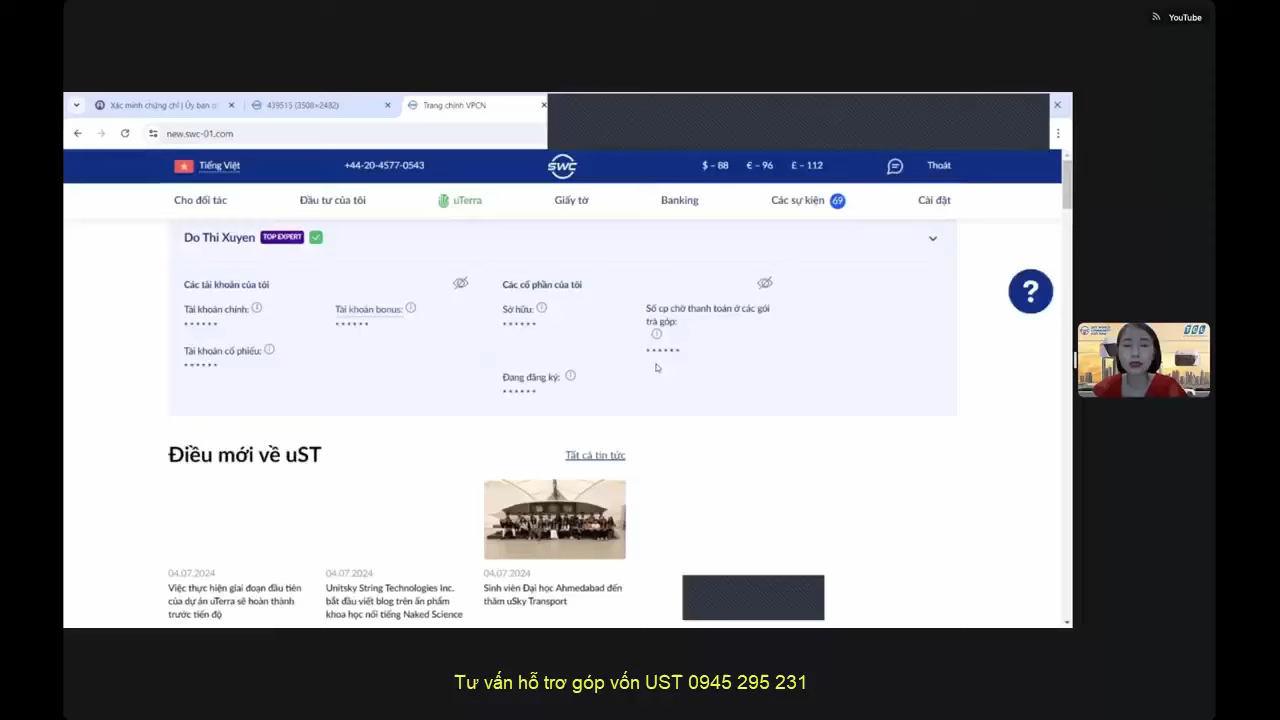 YouTube
Xác minh chứng chỉ | Ủy ban
439515 (3508=2482)
Trang chính VPCN
new.swc-01.com
Tiếng Việt
+44-20-4577-0543
SWC
$ – 88
€ – 96
£ – 112
Thoát
Cho đối tác
Đầu tư của tôi
uTerra
Giấy tờ
Banking
Các sự kiện 69
Cài đặt
Do Thi Xuyen TOP EXPERT
Các tài khoản của tôi
Tài khoản chính:
******
Tài khoản bonus:
******
Tài khoản cổ phiếu:
******
Các cổ phần của tôi
Sở hữu:
******
Số cp chờ thanh toán ở các gói
trả góp:
******
Đang đăng ký:
******
?
Điều mới về uST
Tất cả tin tức
04.07.2024
Việc thực hiện giai đoạn đầu tiên
của dự án uTerra sẽ hoàn thành
trước tiến độ
04.07.2024
Unitsky String Technologies Inc.
bắt đầu viết blog trên ấn phẩm
khoa học nổi tiếng Naked Science
04.07.2024
Sinh viên Đại học Ahmedabad đến
thăm uSky Transport
Tư vấn hỗ trơ góp vốn UST 0945 295 231